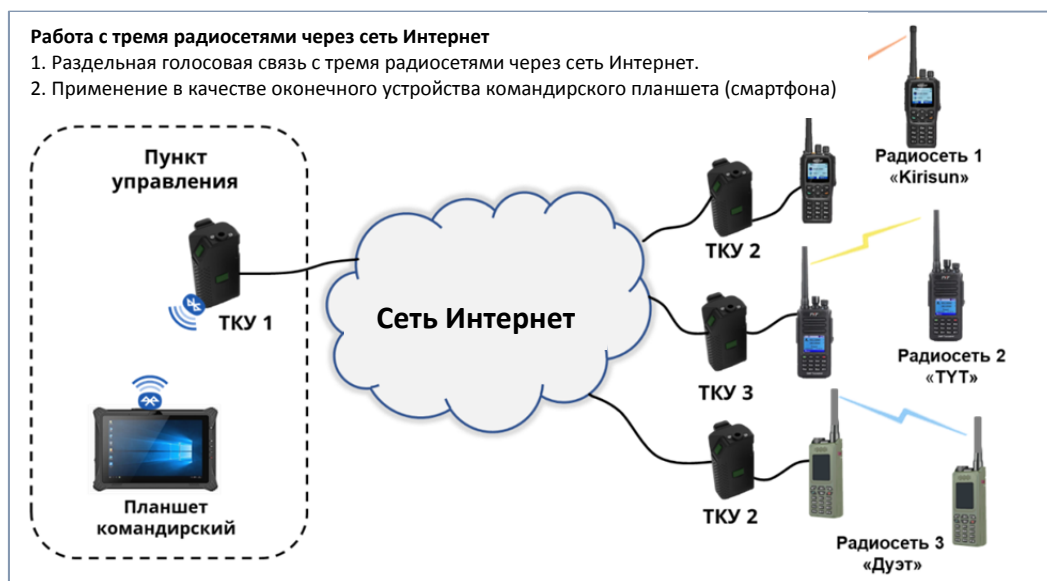 Работа с тремя радиосетями через сеть Интернет
1. Раздельная голосовая связь с тремя радиосетями через сеть Интернет.
2. Применение в качестве оконечного устройства командирского планшета (смартфона)
Пункт
управления
ТКУ 1
Планшет
командирский
Сеть Интернет
ТКУ 2
Радиосеть 1
«Kirisun»
ТКУ 3
Радиосеть 2
«TYT»
ТКУ 2
Радиосеть 3
«Дуэт»